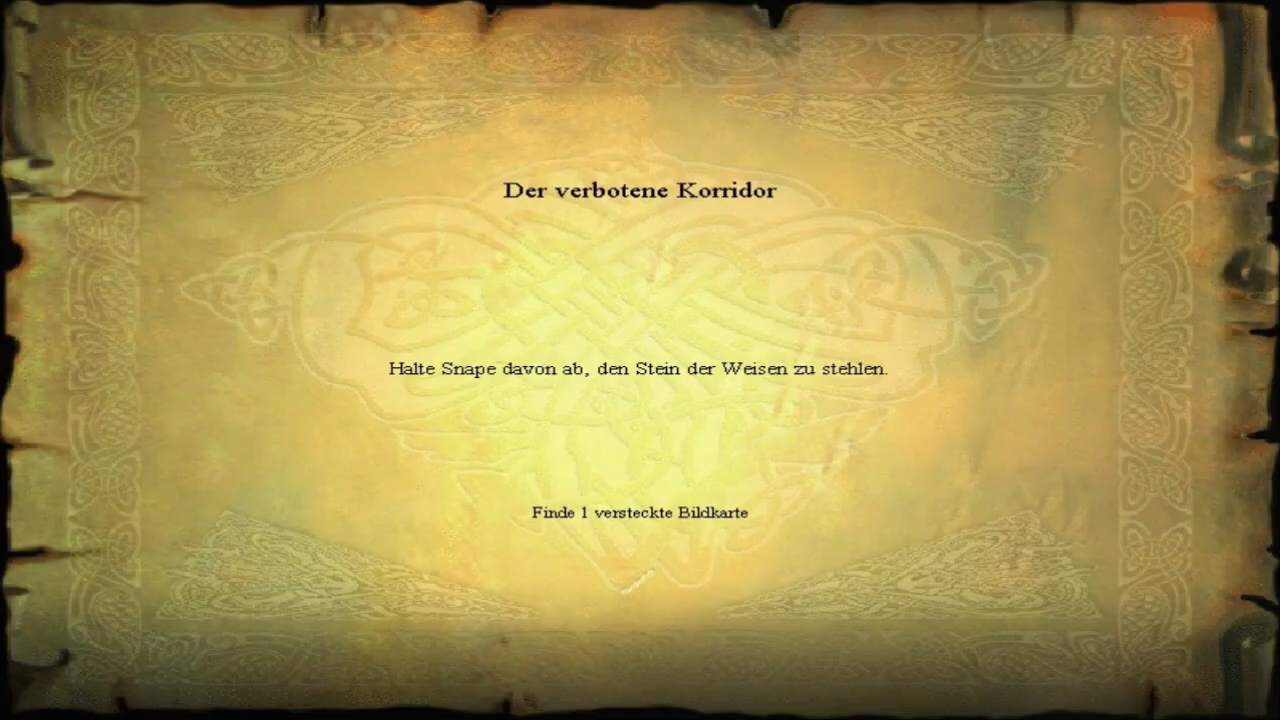 Der verbotene Korridor
Halte Snape davon ab, den Stein der Weisen zu stehlen.
Finde 1 versteckte Bildkarte